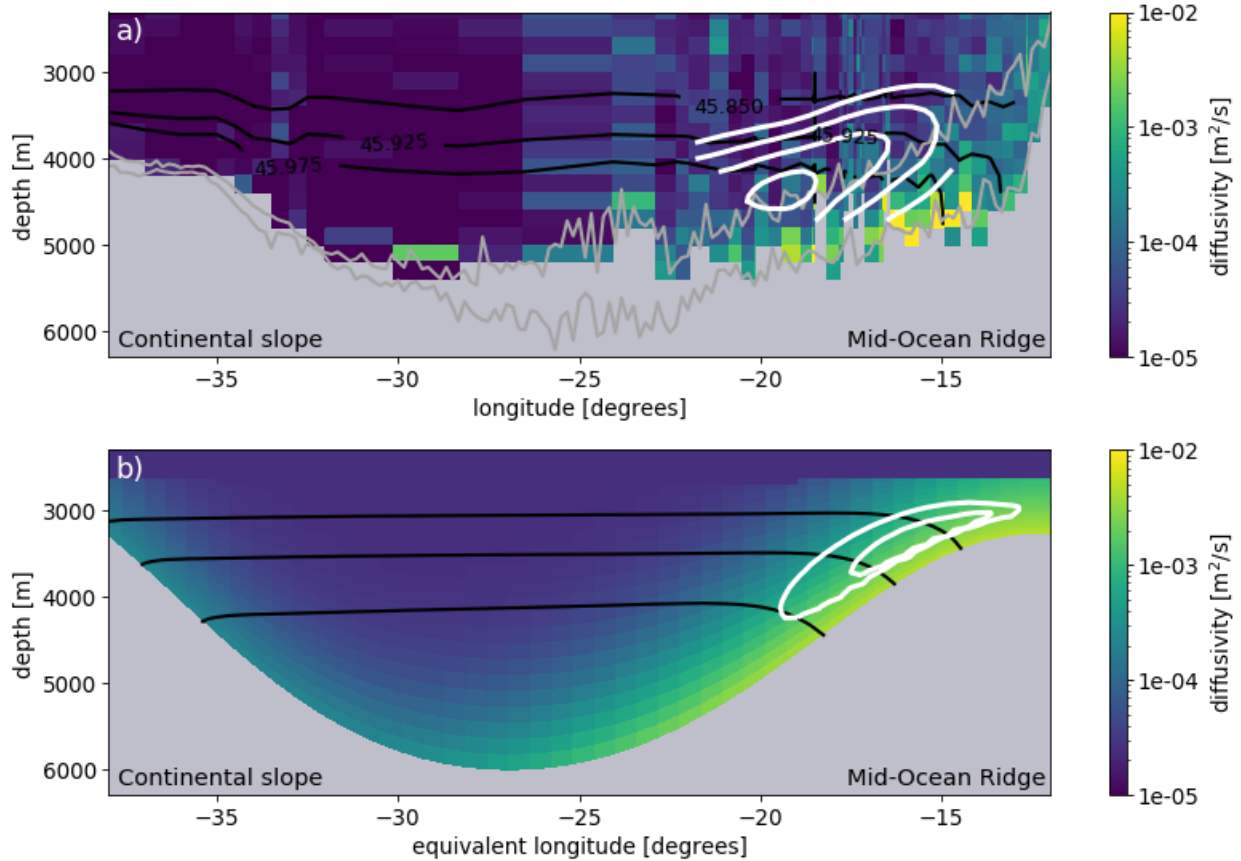 a)
1e-02
3000
45.850
1e-03
45.925
45.925
4000
45.975
depth [m]
diffusivity [m²/s]
5000
1e-04
6000
Continental slope
Mid-Ocean Ridge
1e-05
−35
−30
−25
−20
−15
longitude [degrees]
b)
1e-02
3000
1e-03
4000
depth [m]
diffusivity [m²/s]
5000
1e-04
6000
Continental slope
Mid-Ocean Ridge
1e-05
−35
−30
−25
−20
−15
equivalent longitude [degrees]